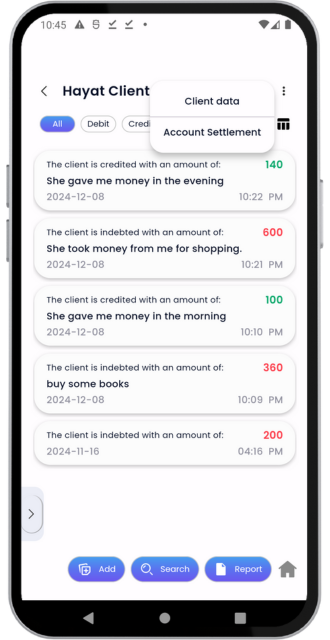 10:45
Hayat Client
Client data
Account Settlement
All
Debit
Credi
The client is credited with an amount of:
140
She gave me money in the evening
2024-12-08
10:22 PM
The client is indebted with an amount of:
600
She took money from me for shopping.
2024-12-08
10:21 PM
The client is credited with an amount of:
100
She gave me money in the morning
2024-12-08
10:10 PM
The client is indebted with an amount of:
360
buy some books
2024-12-08
10:09 PM
The client is indebted with an amount of:
200
2024-11-16
04:16 PM
Add
Search
Report